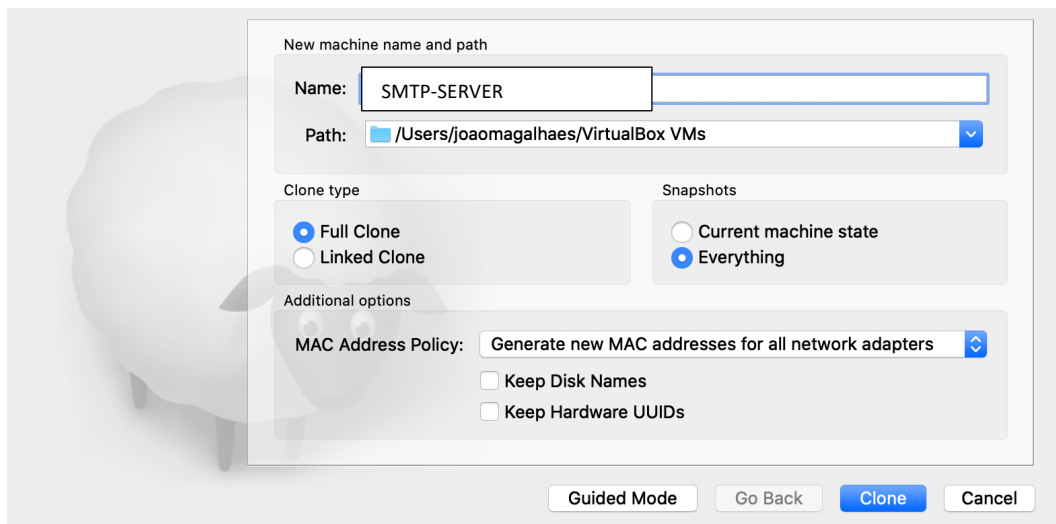 New machine name and path
Name: SMTP-SERVER
Path: /Users/joaomagalhaes/VirtualBox VMs
Clone type
Snapshots
Full Clone
Current machine state
Linked Clone
Everything
Additional options
MAC Address Policy: Generate new MAC addresses for all network adapters
Keep Disk Names
Keep Hardware UUIDs
Guided Mode Go Back Clone Cancel